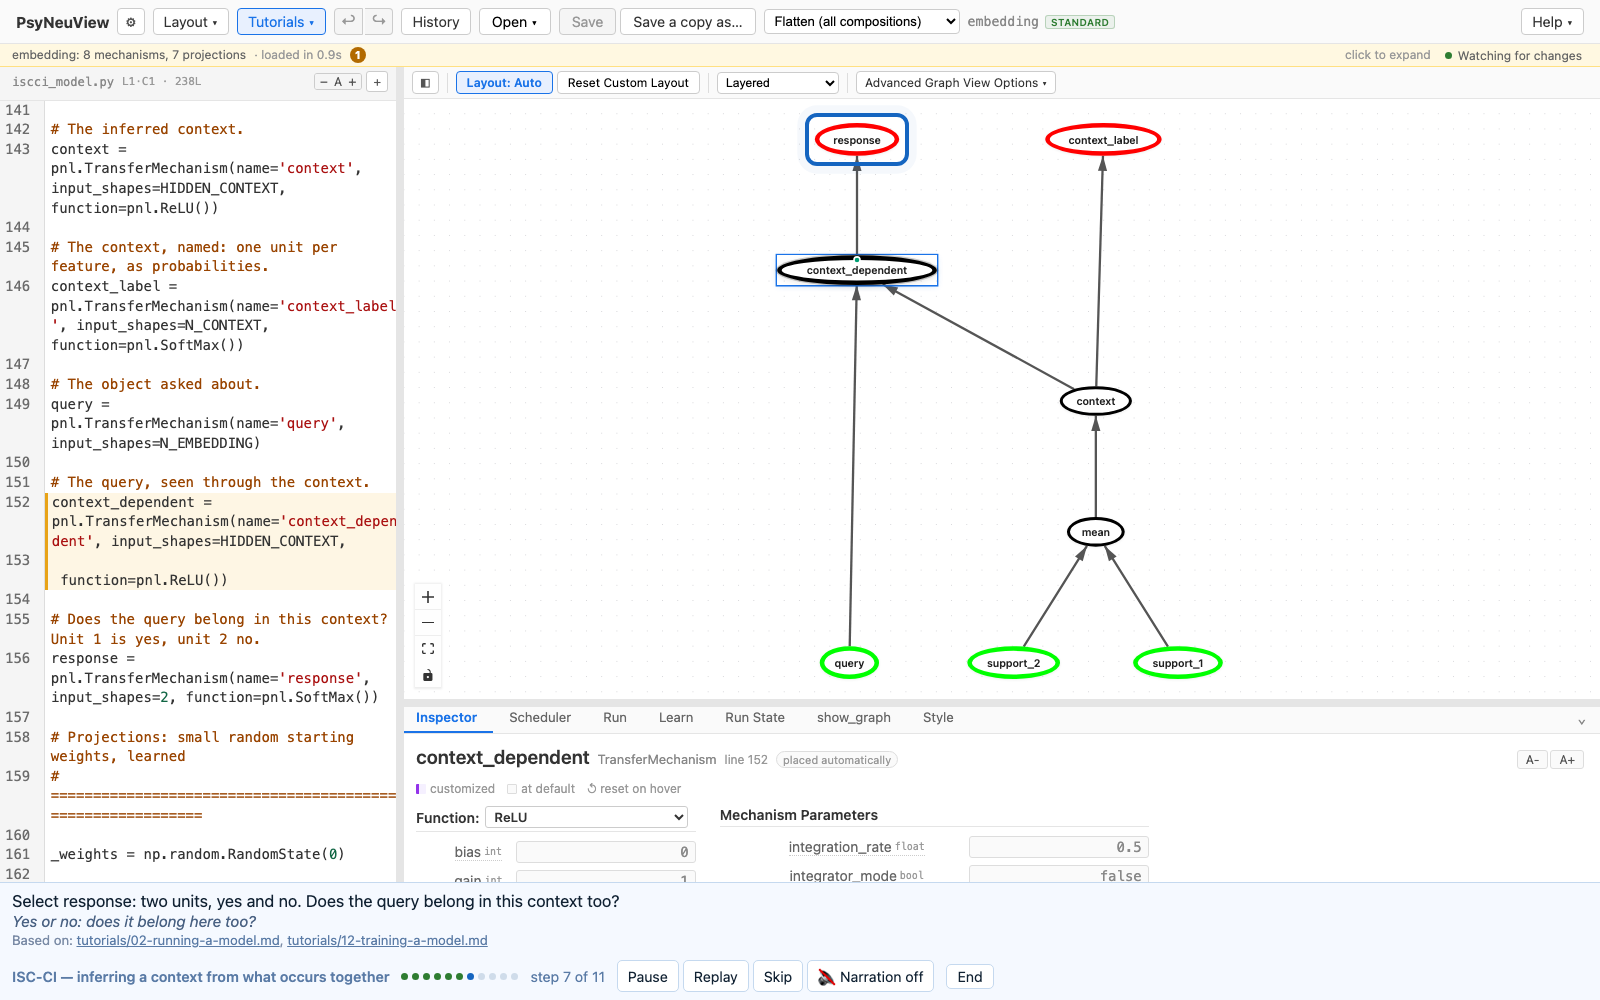 PsyNeuView ⚙ Layout ▾ Tutorials ▾ ↩ ↪ History Open ▾ Save Save a copy as... Flatten (all compositions) embedding STANDARD Help ▾
embedding: 8 mechanisms, 7 projections · loaded in 0.9s 1 click to expand ● Watching for changes
iscci_model.py L1·C1 · 238L − A + +
Layout: Auto Reset Custom Layout Layered Advanced Graph View Options ▾
141
142 # The inferred context.
143 context =
pnl.TransferMechanism(name='context',
input_shapes=HIDDEN_CONTEXT,
function=pnl.ReLU())
144
145 # The context, named: one unit per
feature, as probabilities.
146 context_label =
pnl.TransferMechanism(name='context_label
', input_shapes=N_CONTEXT,
function=pnl.SoftMax())
147
148 # The object asked about.
149 query =
pnl.TransferMechanism(name='query',
input_shapes=N_EMBEDDING)
150
151 # The query, seen through the context.
152 context_dependent =
pnl.TransferMechanism(name='context_depen
dent', input_shapes=HIDDEN_CONTEXT,
153
function=pnl.ReLU())
154
155 # Does the query belong in this context?
Unit 1 is yes, unit 2 no.
156 response =
pnl.TransferMechanism(name='response',
input_shapes=2, function=pnl.SoftMax())
157
158 # Projections: small random starting
weights, learned
159 #
=========================================
==================
160
161 _weights = np.random.RandomState(0)
162
response
context_label
context_dependent
context
mean
query
support_2
support_1
Inspector Scheduler Run Learn Run State show_graph Style
context_dependent TransferMechanism line 152 placed automatically A- A+
customized at default ↺ reset on hover
Function: ReLU
bias int 0
gain int 1
Mechanism Parameters
integration_rate float 0.5
integrator_mode bool false
Select response: two units, yes and no. Does the query belong in this context too?
Yes or no: does it belong here too?
Based on: tutorials/02-running-a-model.md, tutorials/12-training-a-model.md
ISC-CI — inferring a context from what occurs together step 7 of 11 Pause Replay Skip Narration off End